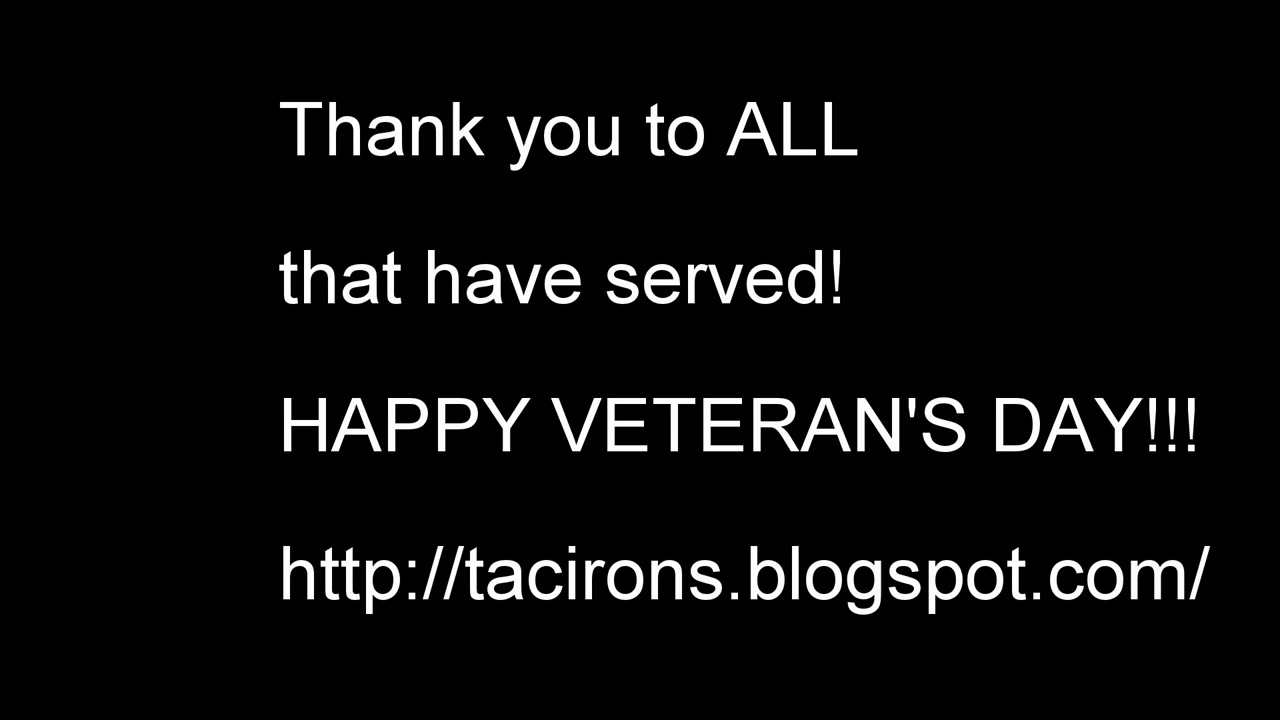 Thank you to ALL
that have served!
HAPPY VETERAN'S DAY!!!
http://tacirons.blogspot.com/